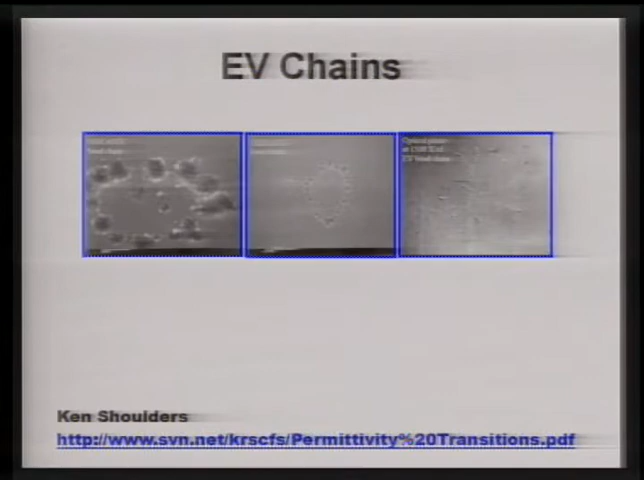 EV Chains
Ken Shoulders
http://www.svn.net/krscfs/Permittivity%20Transitions.pdf